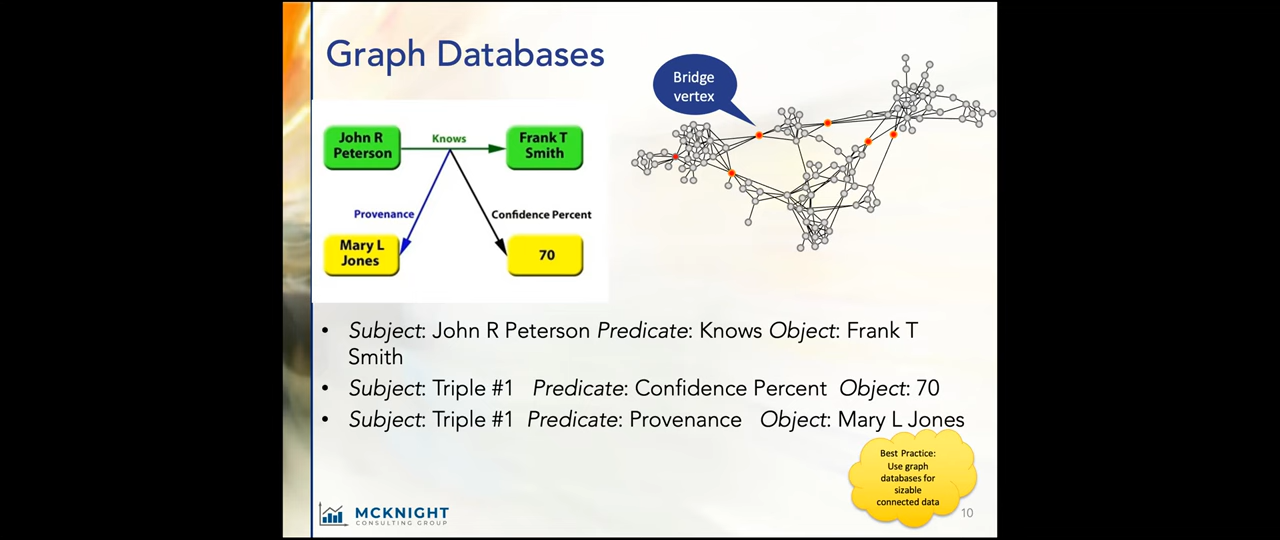 Graph Databases
Bridge
vertex
John R
Peterson
Knows
Frank T
Smith
Provenance
Confidence Percent
Mary L
Jones
70
• Subject: John R Peterson Predicate: Knows Object: Frank T
Smith
• Subject: Triple #1 Predicate: Confidence Percent Object: 70
• Subject: Triple #1 Predicate: Provenance Object: Mary L Jones
Best Practice:
Use graph
databases for
sizable
connected data
MCKNIGHT
CONSULTING GROUP
10